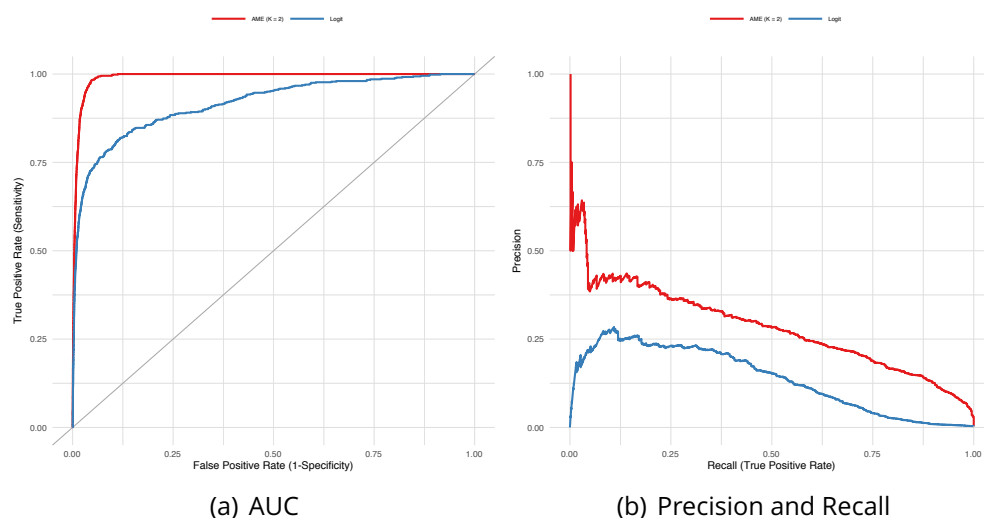 AME (K = 2) Logit
1.00
0.75
0.50
0.25
0.00
True Positive Rate (Sensitivity)
0.00 0.25 0.50 0.75 1.00
False Positive Rate (1-Specificity)
(a) AUC
AME (K = 2) Logit
1.00
0.75
0.50
0.25
0.00
Precision
0.00 0.25 0.50 0.75 1.00
Recall (True Positive Rate)
(b) Precision and Recall